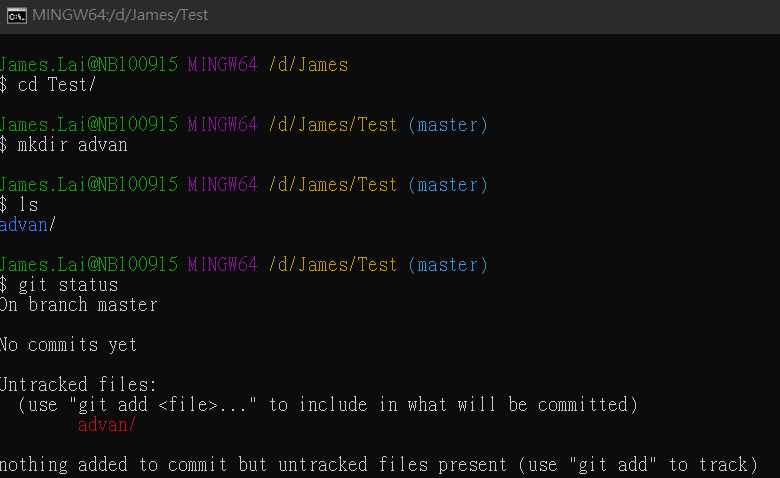 MINGW64:/d/James/Test
James.Lai@NB100915 MINGW64 /d/James
$ cd Test/
James.Lai@NB100915 MINGW64 /d/James/Test (master)
$ mkdir advan
James.Lai@NB100915 MINGW64 /d/James/Test (master)
$ ls
advan/
James.Lai@NB100915 MINGW64 /d/James/Test (master)
$ git status
On branch master
No commits yet
Untracked files:
(use "git add <file>..." to include in what will be committed)
advan/
nothing added to commit but untracked files present (use "git add" to track)